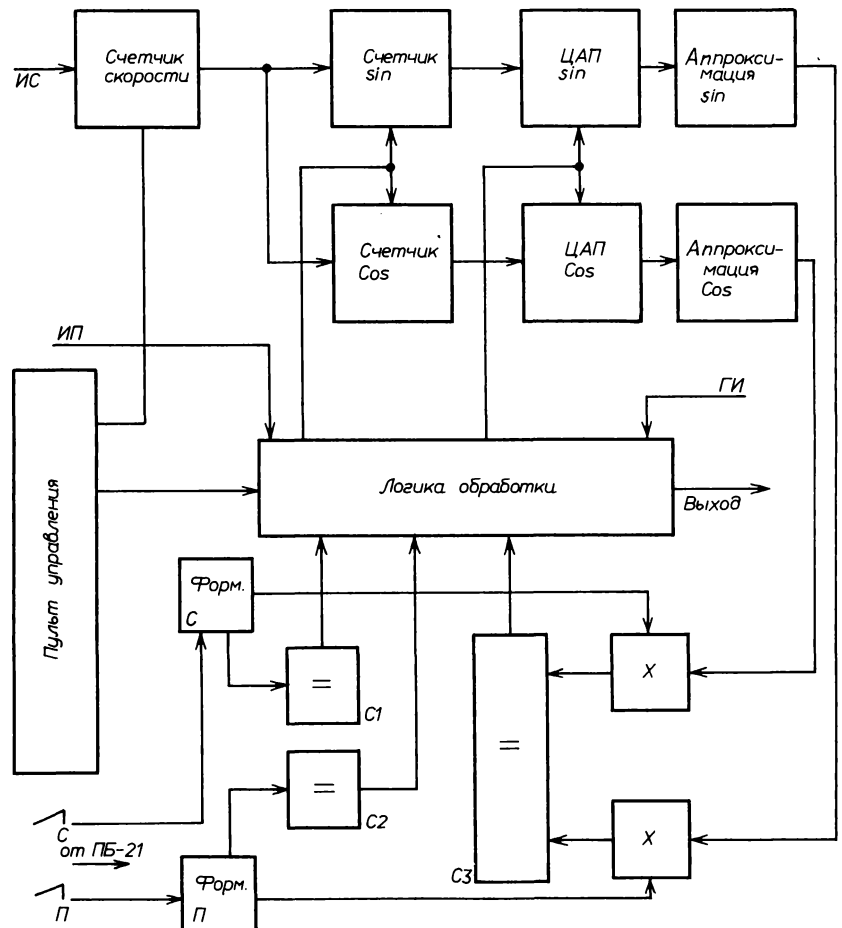 ИС
Счетчик
скорости
Счетчик
sin
ЦАП
sin
Аппрокси-
мация
sin
Счетчик
Cos
ЦАП
Cos
Аппрокси-
мация
Cos
ИП
ГИ
Пульт управления
Логика обработки
Выход
Форм.
С
=
С1
Х
=
С2
=
С3
Х
С
от ПБ-21
П
Форм.
П